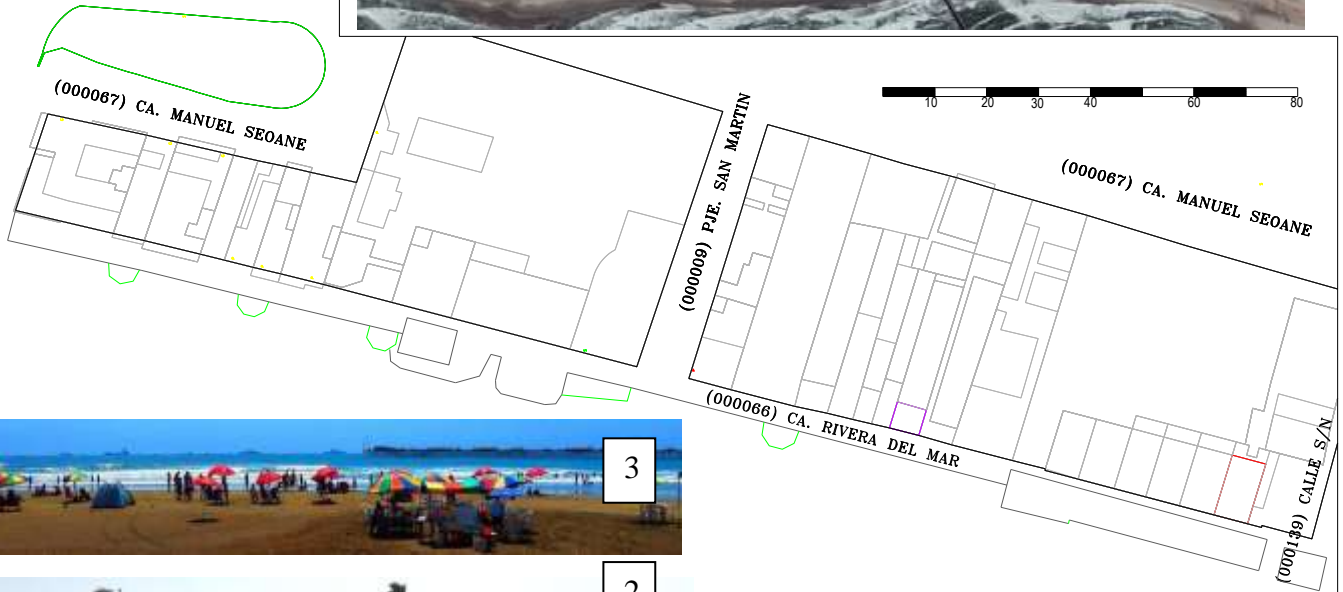 (000067) CA. MANUEL SEOANE
(000009) PJE. SAN MARTIN
10 20 30 40 60 80
(000067) CA. MANUEL SEOANE
(000066) CA. RIVERA DEL MAR
(000139) CALLE S/N
3
2